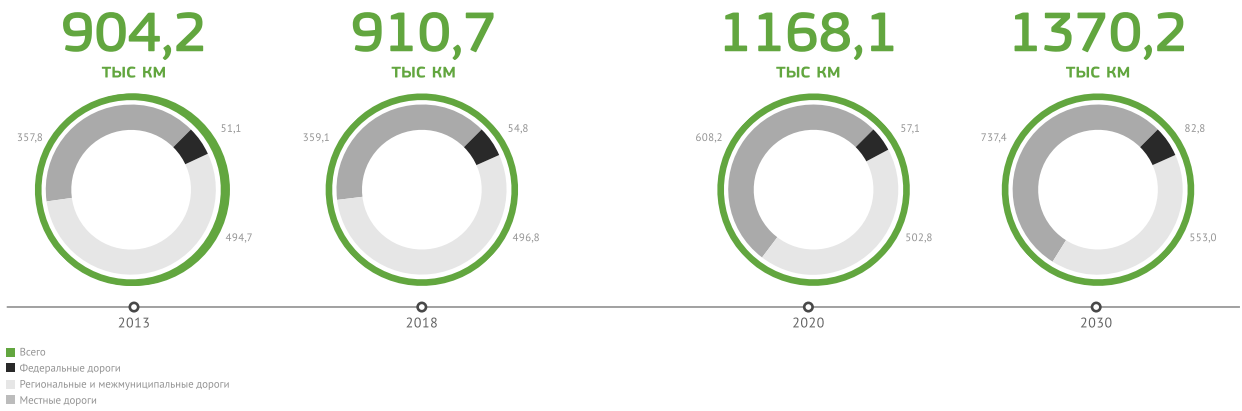 904,2
910,7
1168,1
1370,2
тыс км
тыс км
тыс км
тыс км
357,8
51,1
494,7
359,1
54,8
496,8
608,2
57,1
502,8
737,4
82,8
553,0
2013
2018
2020
2030
Всего
Федеральные дороги
Региональные и межмуниципальные дороги
Местные дороги